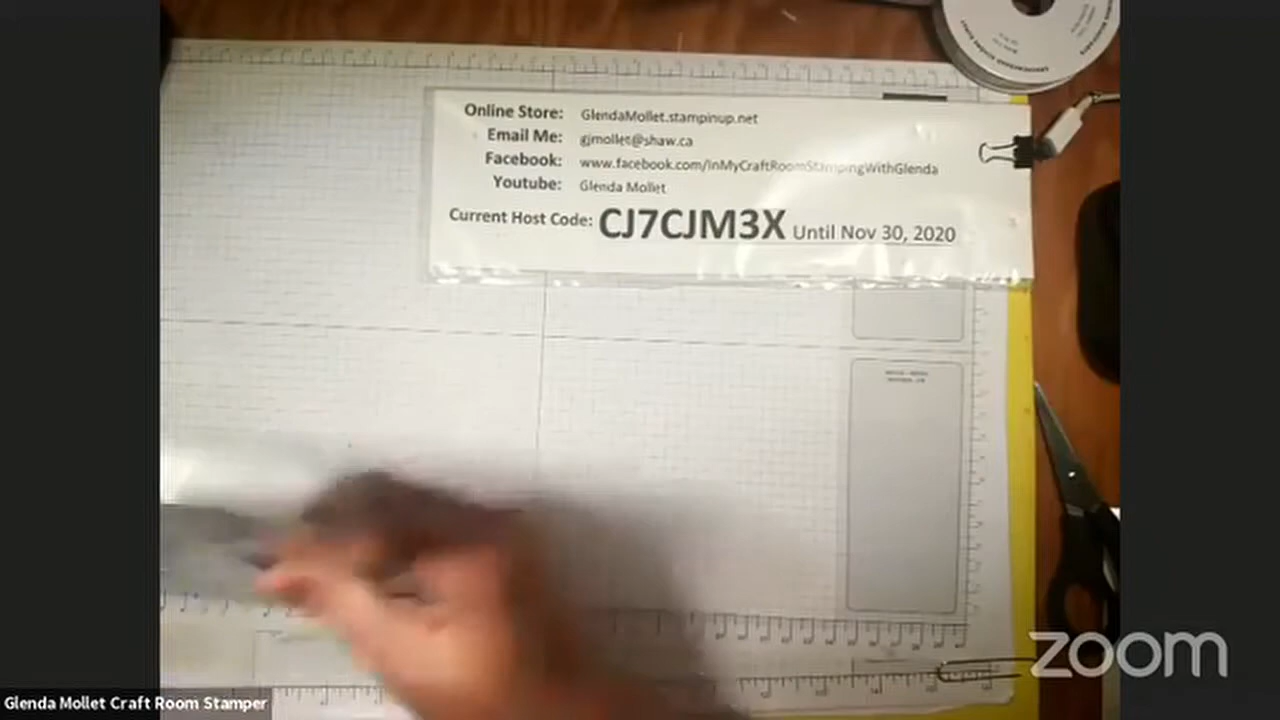 Online Store: GlendaMollet.stampinup.net
Email Me: gjmollet@shaw.ca
Facebook: www.facebook.com/InMyCraftRoomStampingWithGlenda
Youtube: Glenda Mollet
Current Host Code: CJ7CJM3X Until Nov 30, 2020
zoom
Glenda Mollet Craft Room Stamper